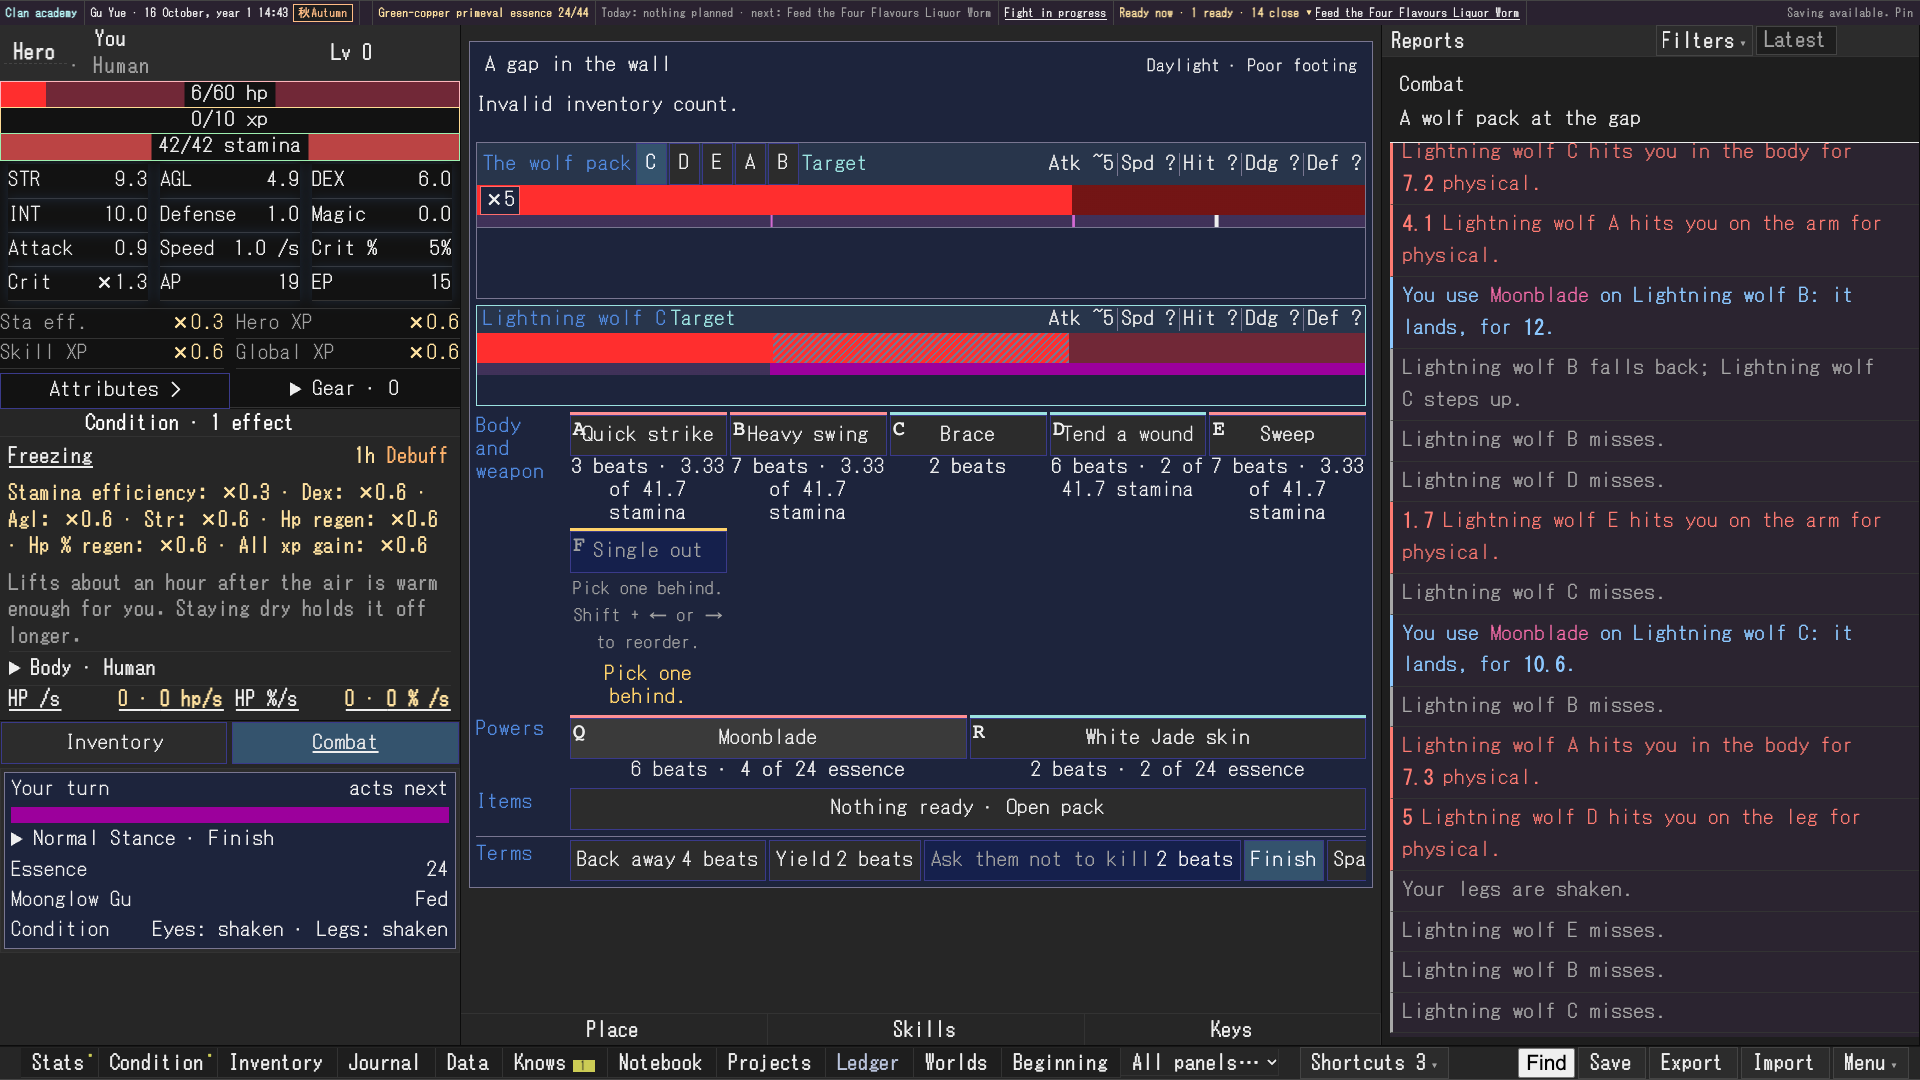 Clan academy Gu Yue · 16 October, year 1 14:43 秋Autumn Green-copper primeval essence 24/44 Today: nothing planned · next: Feed the Four Flavours Liquor Worm Fight in progress Ready now · 1 ready · 14 close ▾ Feed the Four Flavours Liquor Worm Saving available. Pin
Hero You Lv 0
Human
6/60 hp
0/10 xp
42/42 stamina
STR 9.3 AGL 4.9 DEX 6.0
INT 10.0 Defense 1.0 Magic 0.0
Attack 0.9 Speed 1.0 /s Crit % 5%
Crit ×1.3 AP 19 EP 15
Sta eff. ×0.3 Hero XP ×0.6
Skill XP ×0.6 Global XP ×0.6
Attributes > ▶ Gear · 0
Condition · 1 effect
Freezing 1h Debuff
Stamina efficiency: ×0.3 · Dex: ×0.6 ·
Agl: ×0.6 · Str: ×0.6 · Hp regen: ×0.6
· Hp % regen: ×0.6 · All xp gain: ×0.6
Lifts about an hour after the air is warm
enough for you. Staying dry holds it off
longer.
▶ Body · Human
HP /s 0 · 0 hp/s HP %/s 0 · 0 % /s
Inventory Combat
Your turn acts next
▶ Normal Stance · Finish
Essence 24
Moonglow Gu Fed
Condition Eyes: shaken · Legs: shaken
A gap in the wall Daylight · Poor footing
Invalid inventory count.
The wolf pack C D E A B Target Atk ~5|Spd ?|Hit ?|Ddg ?|Def ?
×5
Lightning wolf C Target Atk ~5|Spd ?|Hit ?|Ddg ?|Def ?
Body
and
weapon
A Quick strike
3 beats · 3.33
of 41.7
stamina
B Heavy swing
7 beats · 3.33
of 41.7
stamina
C Brace
2 beats
D Tend a wound
6 beats · 2 of
41.7 stamina
E Sweep
7 beats · 3.33
of 41.7
stamina
F Single out
Pick one behind.
Shift + ← or →
to reorder.
Pick one
behind.
Powers Q Moonblade R White Jade skin
6 beats · 4 of 24 essence 2 beats · 2 of 24 essence
Items Nothing ready · Open pack
Terms Back away 4 beats Yield 2 beats Ask them not to kill 2 beats Finish Spa
Place Skills Keys
Reports Filters ▾ Latest
Combat
A wolf pack at the gap
Lightning wolf C hits you in the body for
7.2 physical.
4.1 Lightning wolf A hits you on the arm for
physical.
You use Moonblade on Lightning wolf B: it
lands, for 12.
Lightning wolf B falls back; Lightning wolf
C steps up.
Lightning wolf B misses.
Lightning wolf D misses.
1.7 Lightning wolf E hits you on the arm for
physical.
Lightning wolf C misses.
You use Moonblade on Lightning wolf C: it
lands, for 10.6.
Lightning wolf B misses.
Lightning wolf A hits you in the body for
7.3 physical.
5 Lightning wolf D hits you on the leg for
physical.
Your legs are shaken.
Lightning wolf E misses.
Lightning wolf B misses.
Lightning wolf C misses.
Stats Condition Inventory Journal Data Knows 1 Notebook Projects Ledger Worlds Beginning All panels… Shortcuts 3 ▾ Find Save Export Import Menu ▾